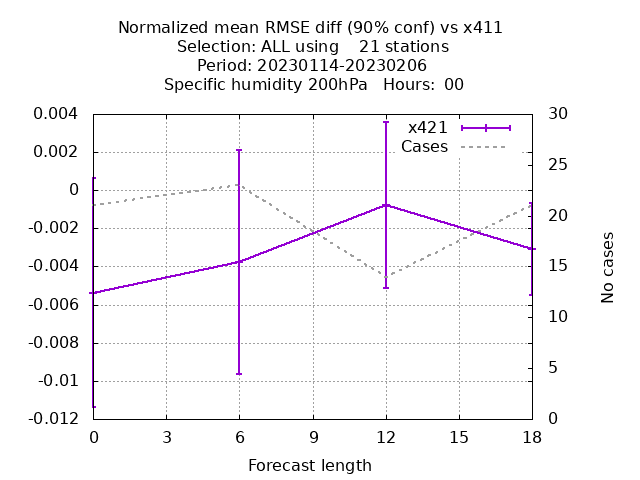 Normalized mean RMSE diff (90% conf) vs x411
Selection: ALL using    21 stations
Period: 20230114-20230206
Specific humidity 200hPa   Hours:  00
0.004
0.002
0
-0.002
-0.004
-0.006
-0.008
-0.01
-0.012
x421
Cases
30
25
20
15
10
5
0
No cases
0 3 6 9 12 15 18
Forecast length